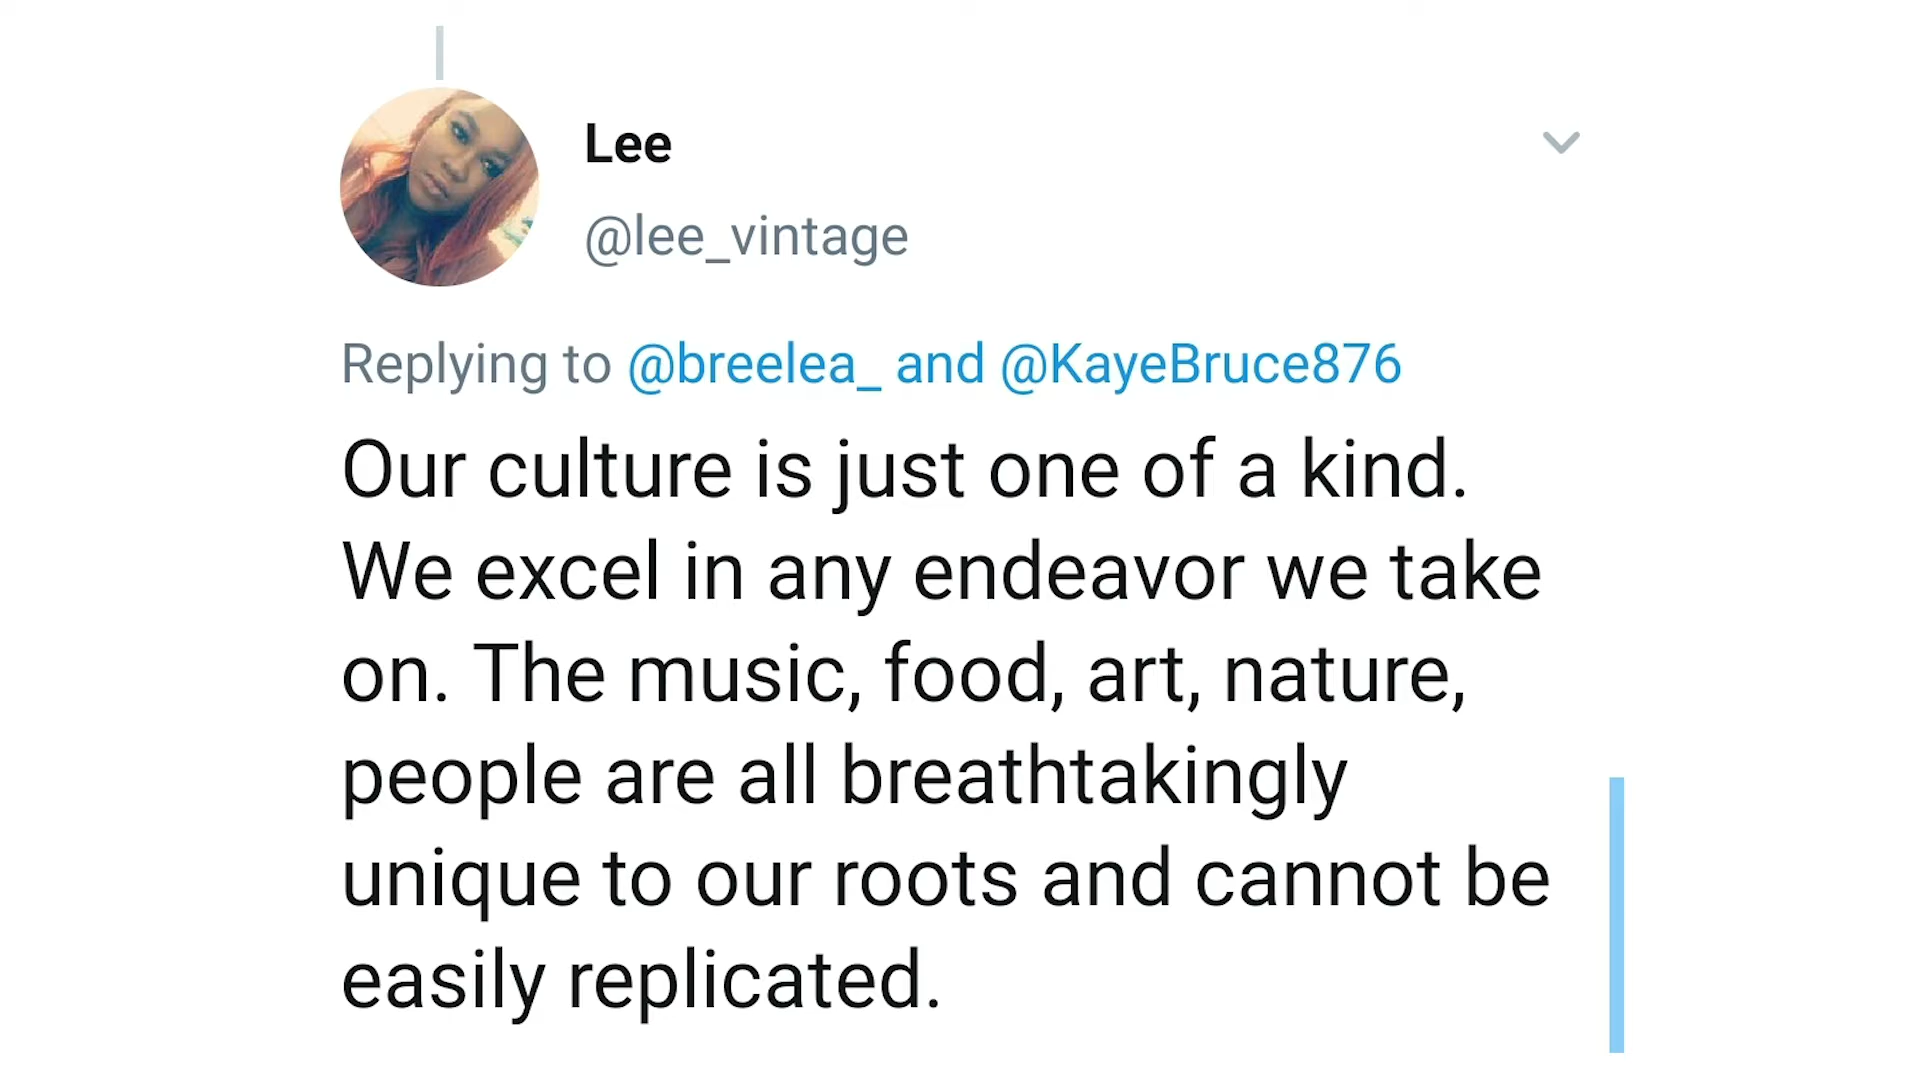 Lee
@lee_vintage
Replying to @breelea_ and @KayeBruce876
Our culture is just one of a kind.
We excel in any endeavor we take
on. The music, food, art, nature,
people are all breathtakingly
unique to our roots and cannot be
easily replicated.